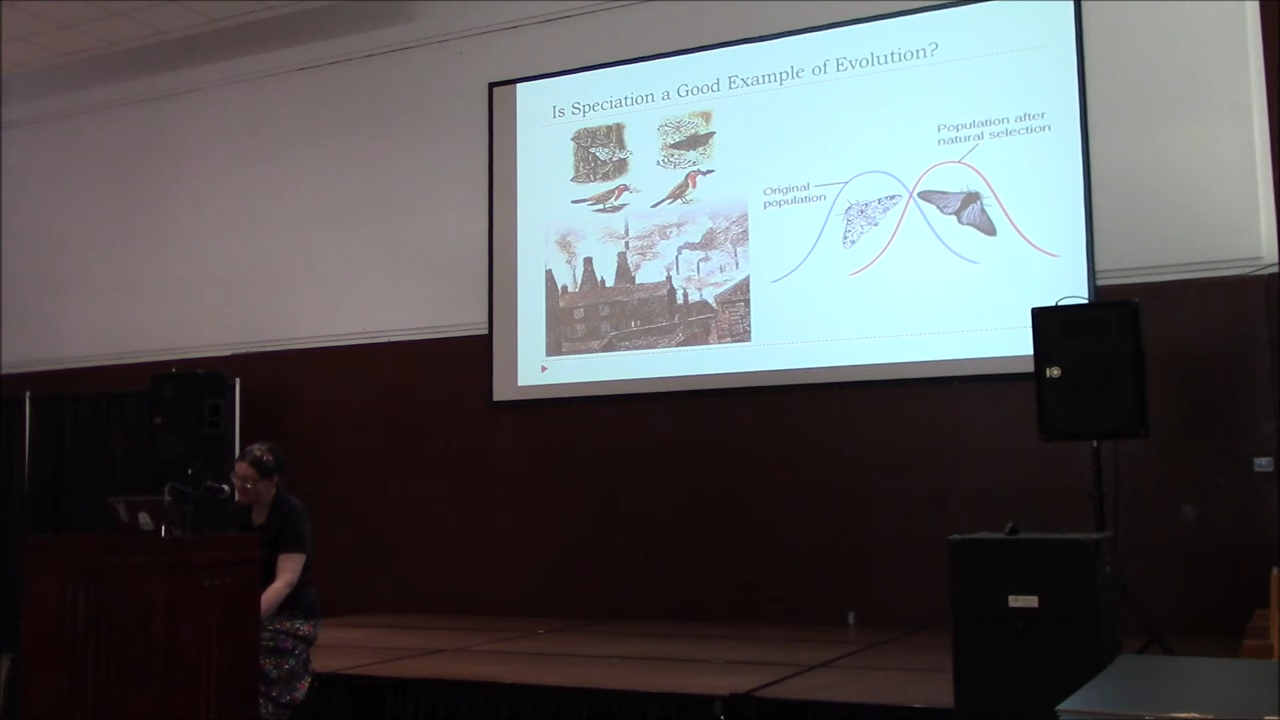 Is Speciation a Good Example of Evolution?
Population after
natural selection
Original
population